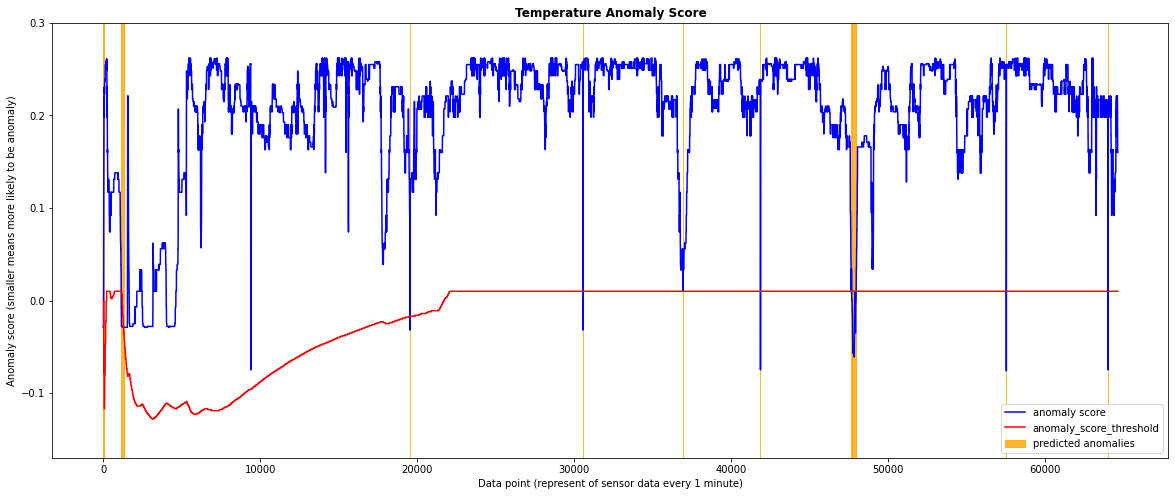 Temperature Anomaly Score
Anomaly score (smaller means more likely to be anomaly)
0.3
0.2
0.1
0.0
−0.1
0
10000
20000
30000
40000
50000
60000
Data point (represent of sensor data every 1 minute)
anomaly score
anomaly_score_threshold
predicted anomalies